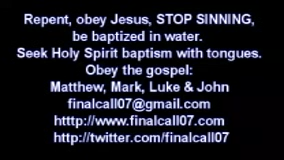 Repent, obey Jesus, STOP SINNING,
be baptized in water.
Seek Holy Spirit baptism with tongues.
Obey the gospel:
Matthew, Mark, Luke & John
finalcall07@gmail.com
htttp://www.finalcall07.com
http://twitter.com/finalcall07